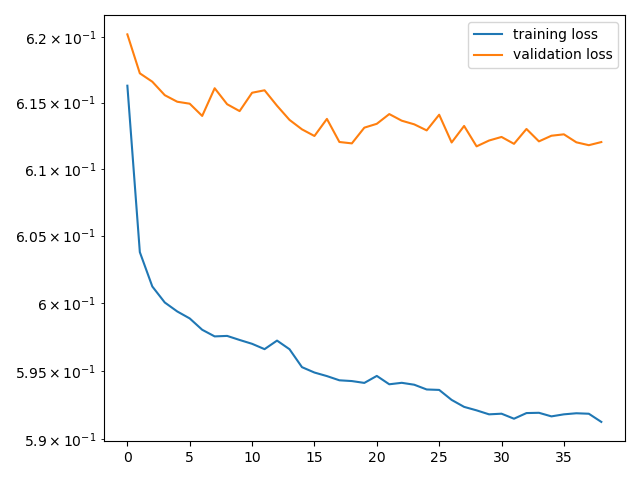 training loss
validation loss
6.2 × 10⁻¹
6.15 × 10⁻¹
6.1 × 10⁻¹
6.05 × 10⁻¹
6 × 10⁻¹
5.95 × 10⁻¹
5.9 × 10⁻¹
0 5 10 15 20 25 30 35